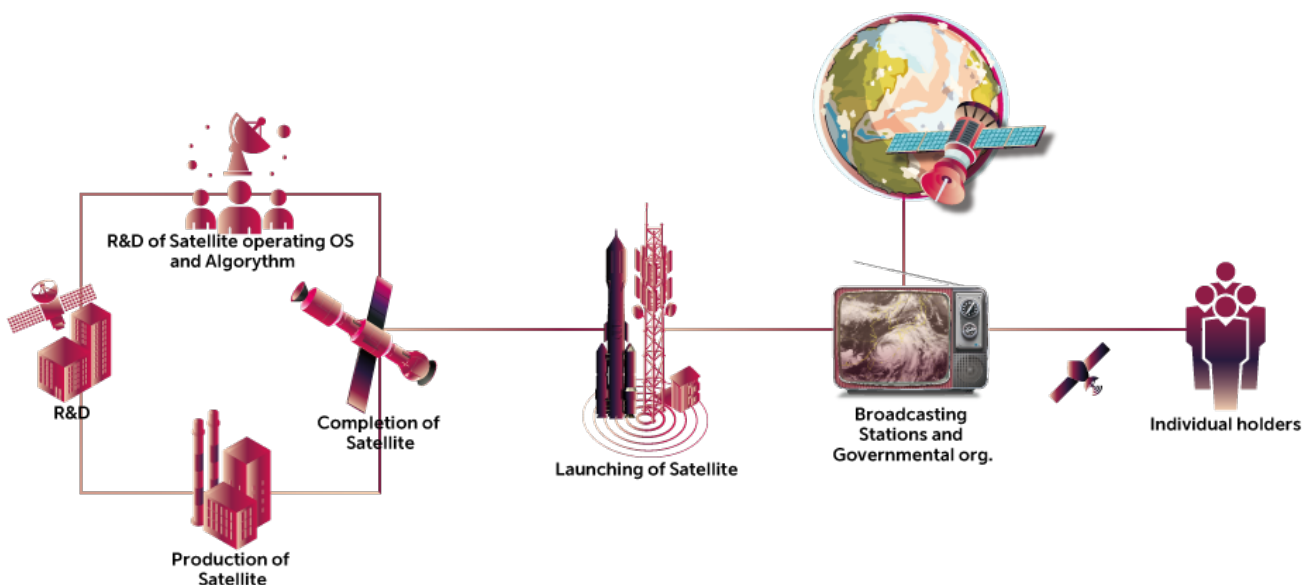 R&D of Satellite operating OS
and Algorythm
R&D
Completion of
Satellite
Production of
Satellite
Launching of Satellite
Broadcasting
Stations and
Governmental org.
Individual holders